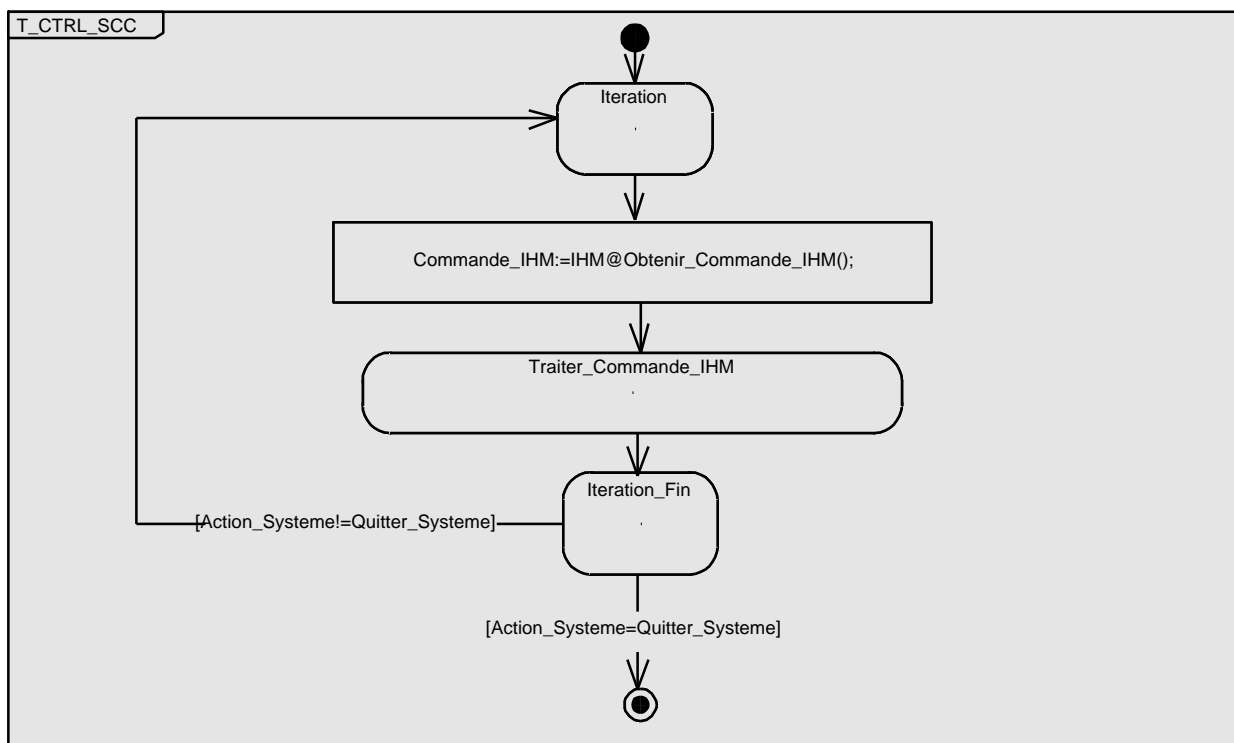 T_CTRL_SCC
Iteration
Commande_IHM:=IHM@Obtenir_Commande_IHM();
Traiter_Commande_IHM
Iteration_Fin
[Action_Systeme!=Quitter_Systeme]
[Action_Systeme=Quitter_Systeme]